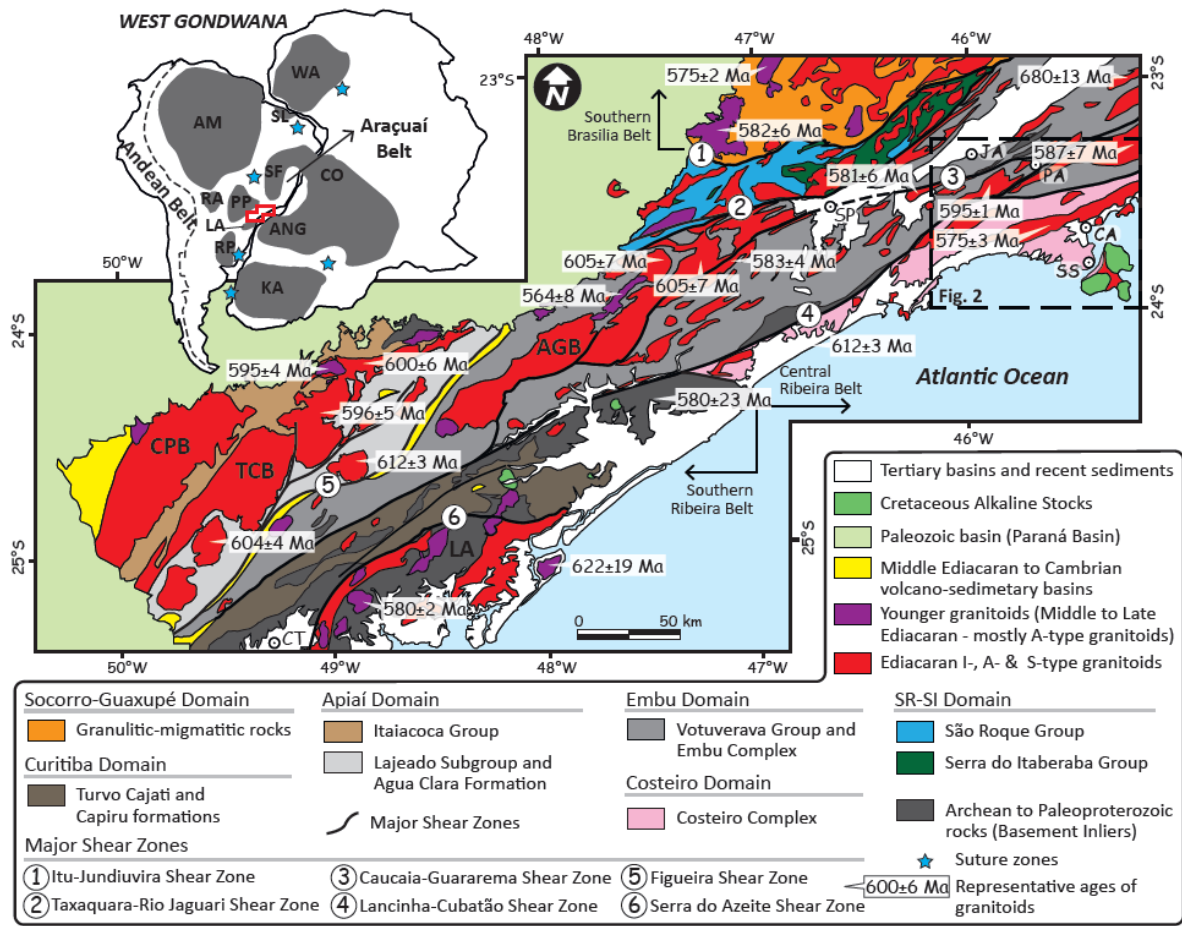 WEST GONDWANA
WA
SL
AM
Araçuaí
Belt
SF
CO
Andean Belt
RA
PP
LA
ANG
RP
KA
48°W
47°W
46°W
23°S
23°S
N
575±2 Ma
680±13 Ma
Southern
Brasilia Belt
582±6 Ma
1
JA
587±7 Ma
581±6 Ma
3
PA
2
SP
595±1 Ma
575±3 Ma
CA
SS
50°W
605±7 Ma
583±4 Ma
605±7 Ma
564±8 Ma
Fig. 2
24°S
24°S
4
AGB
612±3 Ma
595±4 Ma
600±6 Ma
Central
Ribeira Belt
Atlantic Ocean
580±23 Ma
596±5 Ma
46°W
CPB
TCB
612±3 Ma
5
Southern
Ribeira Belt
6
604±4 Ma
LA
25°S
25°S
622±19 Ma
580±2 Ma
CT
0 50 km
50°W
49°W
48°W
47°W
Tertiary basins and recent sediments
Cretaceous Alkaline Stocks
Paleozoic basin (Paraná Basin)
Middle Ediacaran to Cambrian
volcano-sedimetary basins
Younger granitoids (Middle to Late
Ediacaran - mostly A-type granitoids)
Ediacaran I-, A- & S-type granitoids
Socorro-Guaxupé Domain
Granulitic-migmatitic rocks
Curitiba Domain
Turvo Cajati and
Capiru formations
Apiaí Domain
Itaiacoca Group
Lajeado Subgroup and
Agua Clara Formation
Major Shear Zones
Embu Domain
Votuverava Group and
Embu Complex
Costeiro Domain
Costeiro Complex
SR-SI Domain
São Roque Group
Serra do Itaberaba Group
Archean to Paleoproterozoic
rocks (Basement Inliers)
Suture zones
600±6 Ma
Representative ages of
granitoids
Major Shear Zones
1 Itu-Jundiuvira Shear Zone
2 Taxaquara-Rio Jaguari Shear Zone
3 Caucaia-Guararema Shear Zone
4 Lancinha-Cubatão Shear Zone
5 Figueira Shear Zone
6 Serra do Azeite Shear Zone